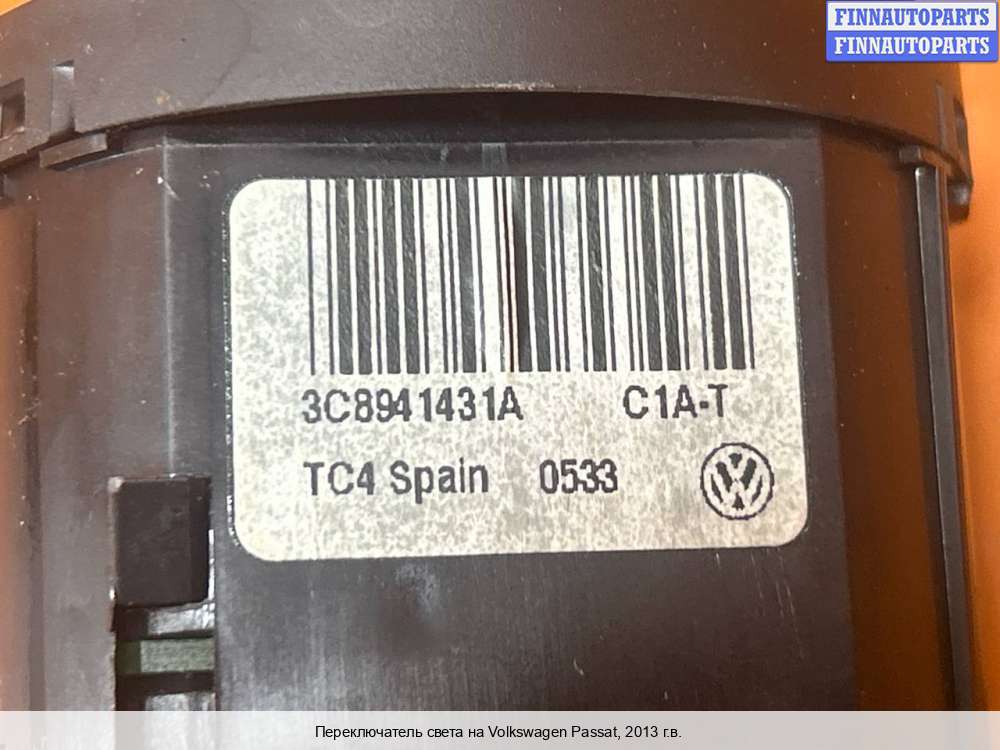 FINNAUTOPARTS
FINNAUTOPARTS
3C8941431A C1A-T
TC4 Spain 0533
Переключатель света на Volkswagen Passat, 2013 г.в.